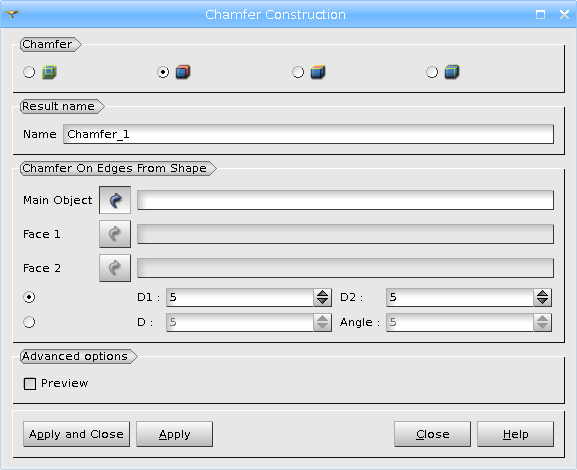 Chamfer Construction
Chamfer
Result name
Name Chamfer_1
Chamfer On Edges From Shape
Main Object
Face 1
Face 2
D1 : 5 D2 : 5
D : 5 Angle : 5
Advanced options
Preview
Apply and Close Apply Close Help